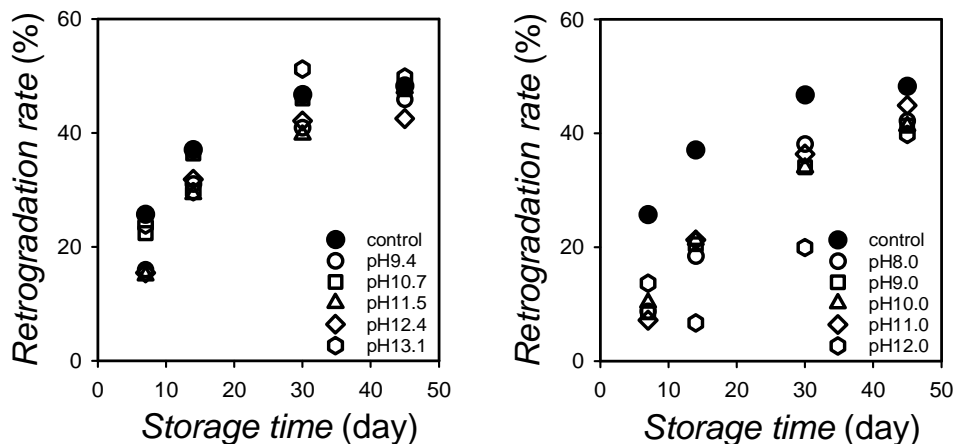 Retrogradation rate (%)
60
40
20
0
control
pH9.4
pH10.7
pH11.5
pH12.4
pH13.1
0 10 20 30 40 50
Storage time (day)
Retrogradation rate (%)
60
40
20
0
control
pH8.0
pH9.0
pH10.0
pH11.0
pH12.0
0 10 20 30 40 50
Storage time (day)